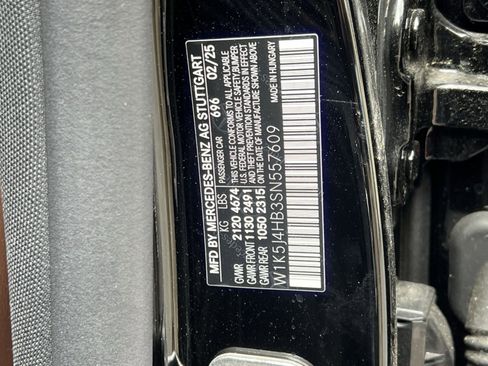 MFD BY MERCEDES-BENZ AG STUTTGART
696 02/25
PASSENGER CAR
THIS VEHICLE CONFORMS TO ALL APPLICABLE
U.S. FEDERAL MOTOR VEHICLE SAFETY, BUMPER
AND THEFT PREVENTION STANDARDS IN EFFECT
ON THE DATE OF MANUFACTURE SHOWN ABOVE
KG LBS
GWR 2120 4674
GAWR FRONT 1130 2491
GAWR REAR 1050 2315
MADE IN HUNGARY
W1K5J4HB3SN557609